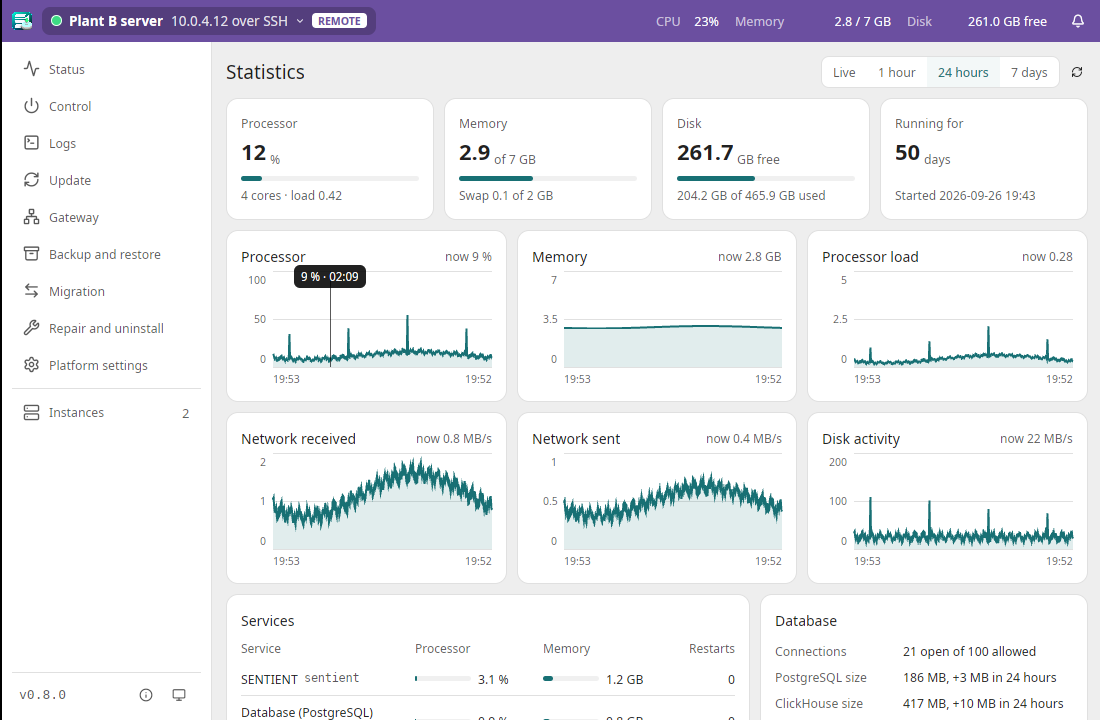 Plant B server 10.0.4.12 over SSH REMOTE
CPU 23% Memory 2.8 / 7 GB Disk 261.0 GB free
Status
Control
Logs
Update
Gateway
Backup and restore
Migration
Repair and uninstall
Platform settings
Instances 2
v0.8.0
Statistics
Live 1 hour 24 hours 7 days
Processor
12 %
4 cores · load 0.42
Memory
2.9 of 7 GB
Swap 0.1 of 2 GB
Disk
261.7 GB free
204.2 GB of 465.9 GB used
Running for
50 days
Started 2026-09-26 19:43
Processor now 9 %
9 % · 02:09
100
50
0
19:53 19:52
Memory now 2.8 GB
7
3.5
0
19:53 19:52
Processor load now 0.28
5
2.5
0
19:53 19:52
Network received now 0.8 MB/s
2
1
0
19:53 19:52
Network sent now 0.4 MB/s
1
0.5
0
19:53 19:52
Disk activity now 22 MB/s
200
100
0
19:53 19:52
Services
Service Processor Memory Restarts
SENTIENT sentient 3.1 % 1.2 GB 0
Database (PostgreSQL)
Database
Connections 21 open of 100 allowed
PostgreSQL size 186 MB, +3 MB in 24 hours
ClickHouse size 417 MB, +10 MB in 24 hours